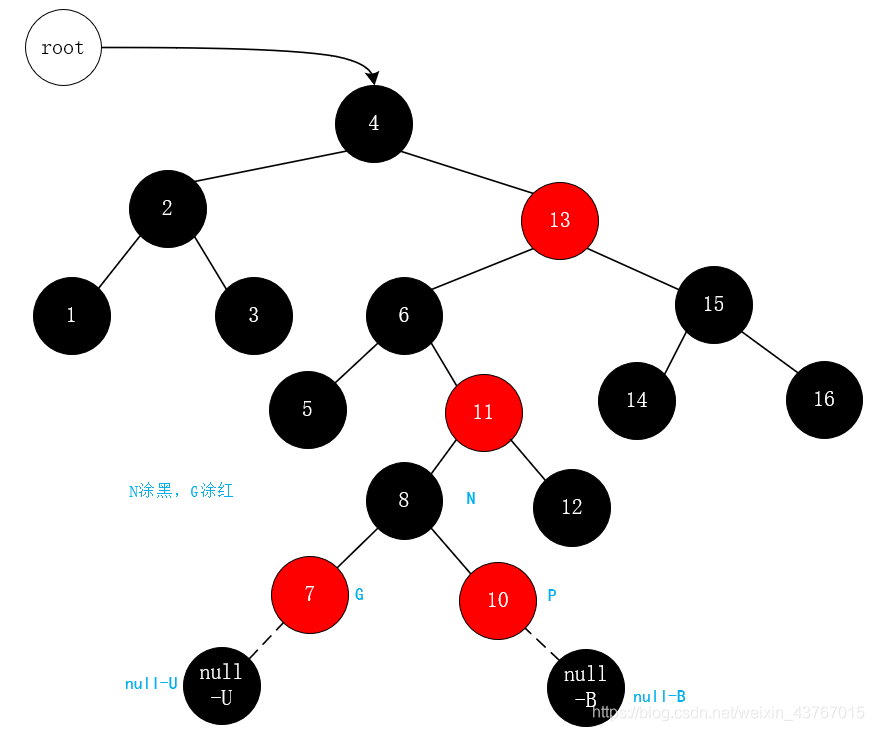 root
4
2
13
1
3
6
15
5
11
14
16
N涂黑，G涂红
8
N
12
7
G
10
P
null-U
null
-U
null
-B
null-B
https://blog.csdn.net/weixin_43767015